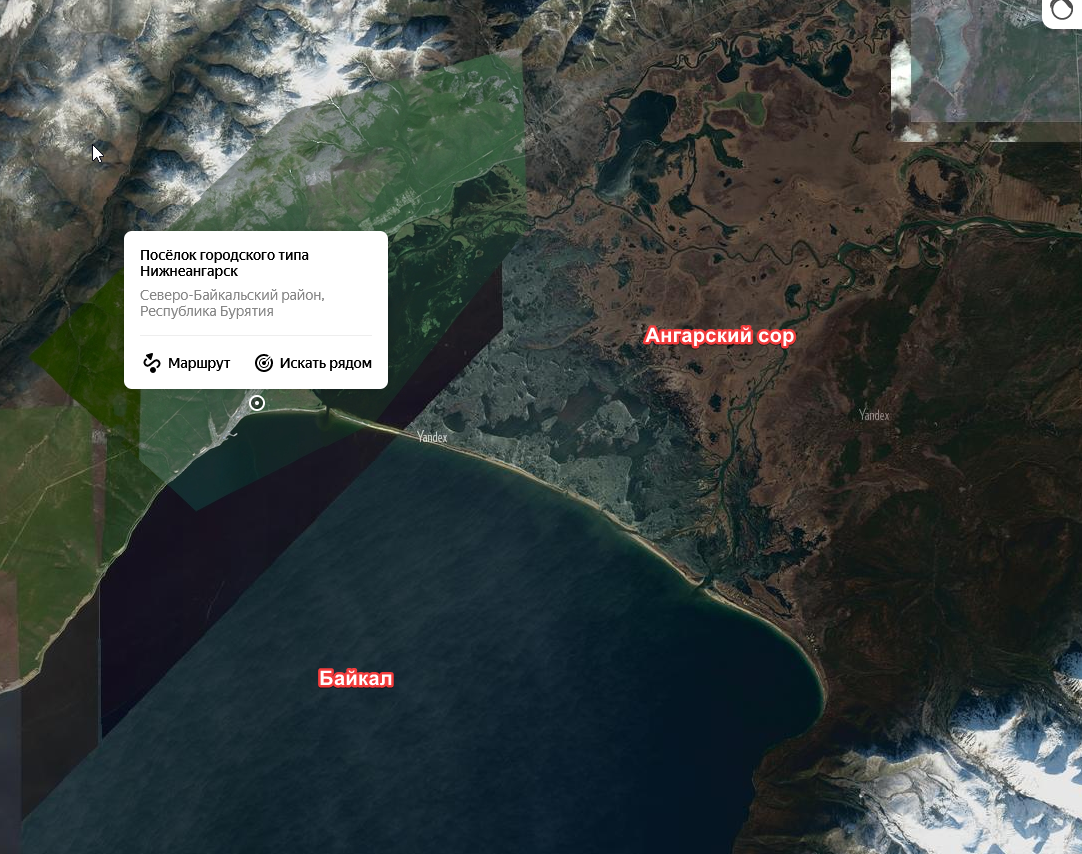 Посёлок городского типа
Нижнеангарск
Северо-Байкальский район,
Республика Бурятия
Маршрут
Искать рядом
Ангарский сор
Yandex
Yandex
Байкал